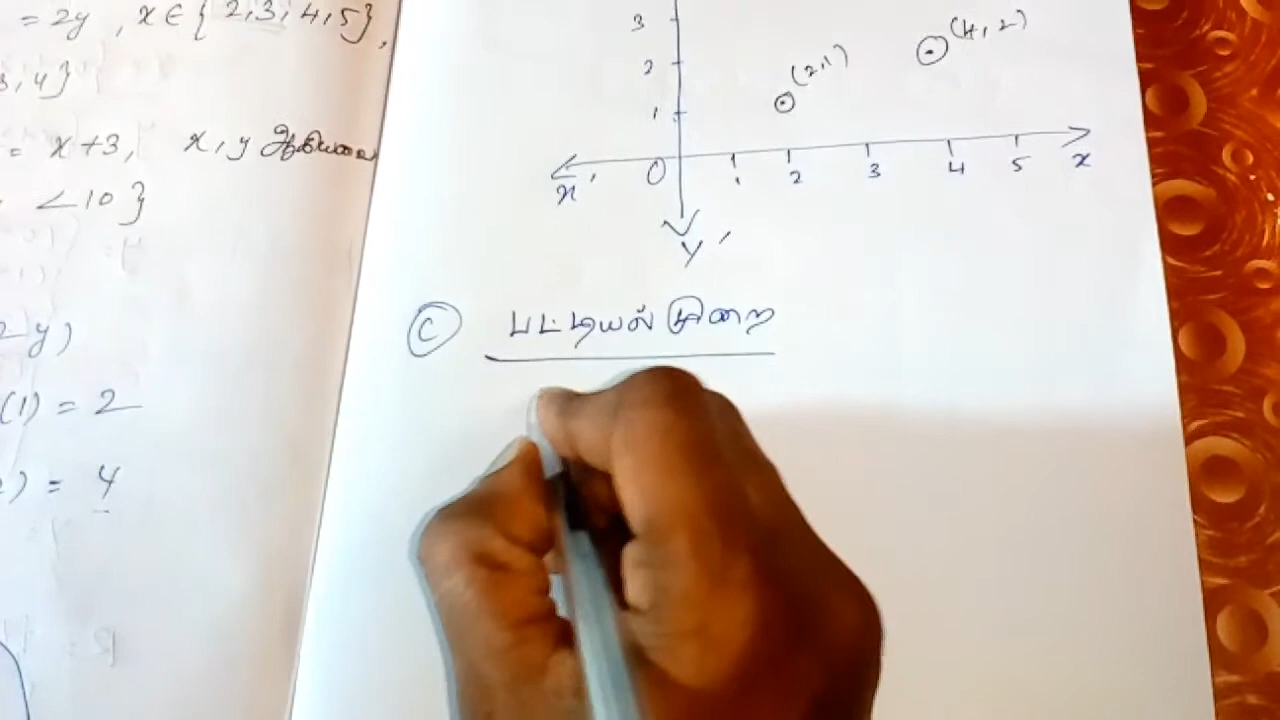 = 2y , x ∈ { 2, 3, 4, 5},
3, 4}
= x + 3, x, y ஆகியவை
< 10 }
2y)
(1) = 2
) = 4
3
2
1
(2,1)
(4, 2)
x' 0 1 2 3 4 5 x
y'
(C) பட்டியல் முறை